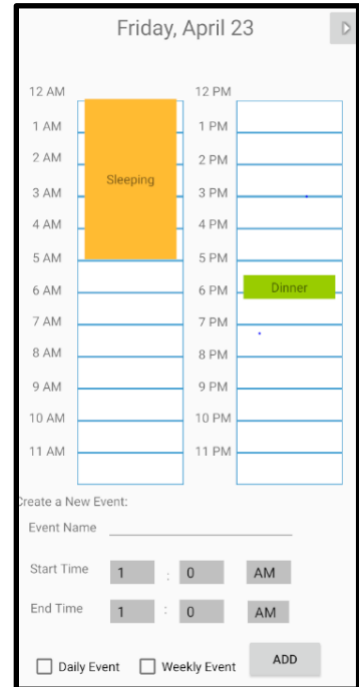 Friday, April 23
12 AM 12 PM
1 AM 1 PM
2 AM 2 PM
Sleeping
3 AM 3 PM
4 AM 4 PM
5 AM 5 PM
6 AM 6 PM Dinner
7 AM 7 PM
8 AM 8 PM
9 AM 9 PM
10 AM 10 PM
11 AM 11 PM
Create a New Event:
Event Name
Start Time 1 : 0 AM
End Time 1 : 0 AM
Daily Event Weekly Event ADD